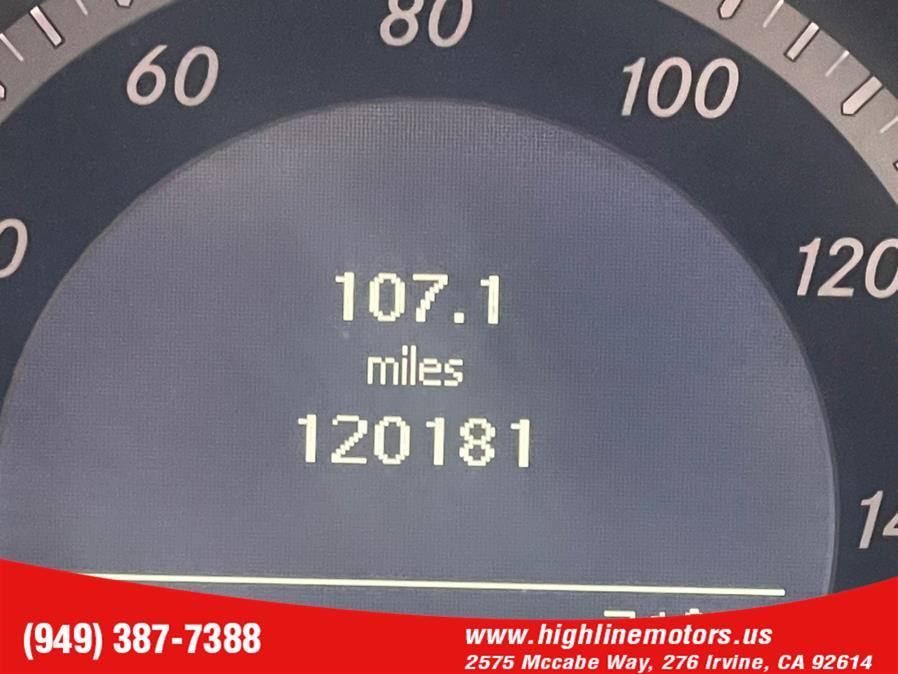 80
60
100
120
107.1
miles
120181
(949) 387-7388
www.highlinemotors.us
2575 Mccabe Way, 276 Irvine, CA 92614